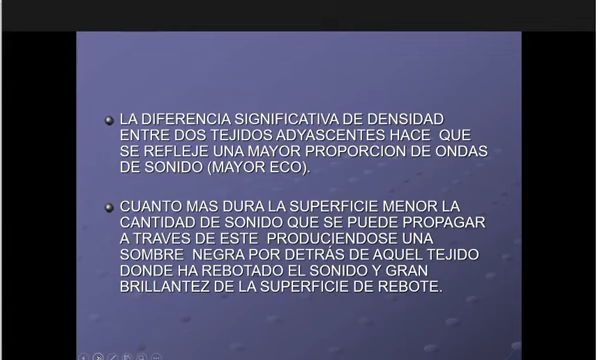 LA DIFERENCIA SIGNIFICATIVA DE DENSIDAD
ENTRE DOS TEJIDOS ADYASCENTES HACE QUE
SE REFLEJE UNA MAYOR PROPORCION DE ONDAS
DE SONIDO (MAYOR ECO).
CUANTO MAS DURA LA SUPERFICIE MENOR LA
CANTIDAD DE SONIDO QUE SE PUEDE PROPAGAR
A TRAVES DE ESTE PRODUCIENDOSE UNA
SOMBRE NEGRA POR DETRÁS DE AQUEL TEJIDO
DONDE HA REBOTADO EL SONIDO Y GRAN
BRILLANTEZ DE LA SUPERFICIE DE REBOTE.